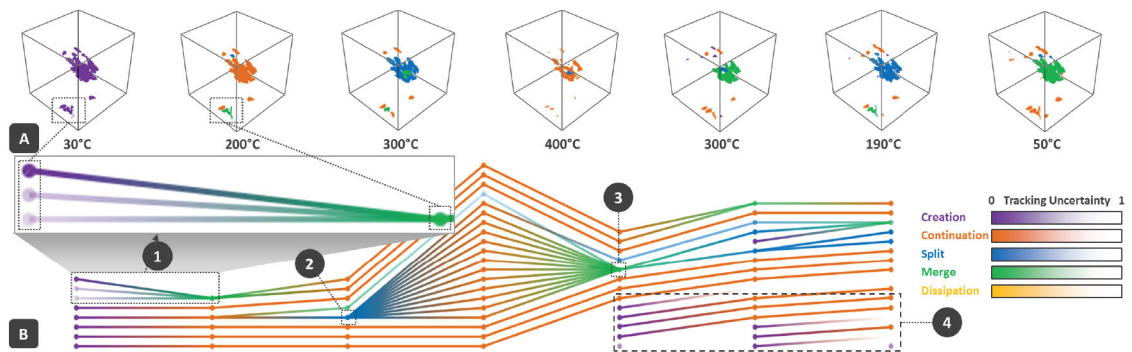 A
30°C
200°C
300°C
400°C
300°C
190°C
50°C
3
0 Tracking Uncertainty 1
Creation
Continuation
1
2
Split
Merge
Dissipation
4
B